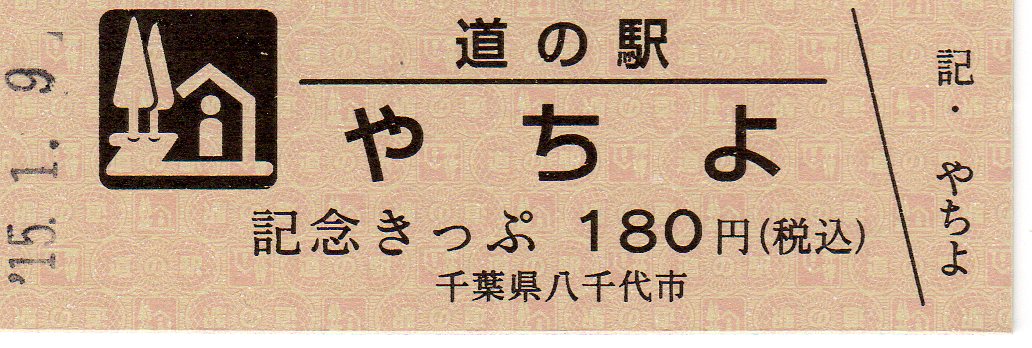 '15. 1. 9
道の駅
やちよ
記念きっぷ 180円(税込)
千葉県八千代市
記・ やちよ